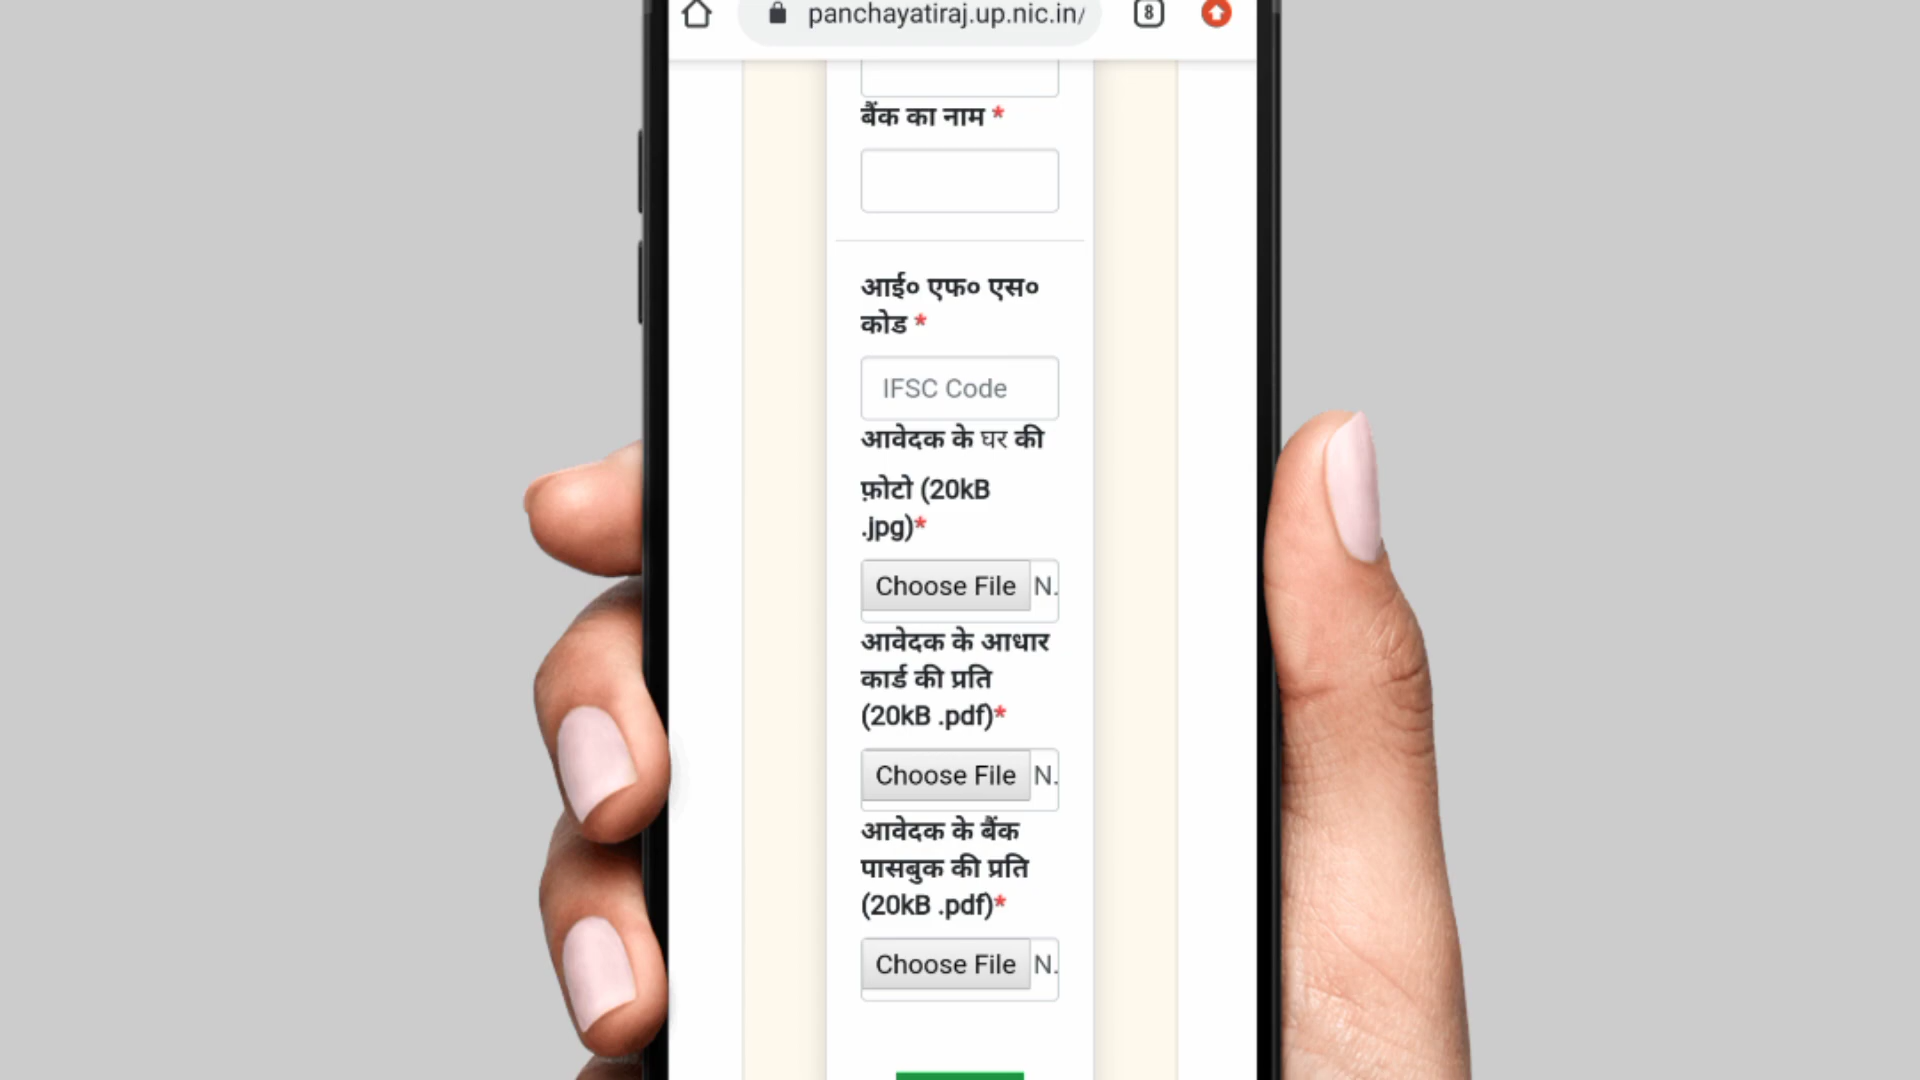 panchayatiraj.up.nic.in/
8
बैंक का नाम *
आई० एफ० एस०
कोड *
IFSC Code
आवेदक के घर की
फ़ोटो (20kB
.jpg)*
Choose File N.
आवेदक के आधार
कार्ड की प्रति
(20kB .pdf)*
Choose File N.
आवेदक के बैंक
पासबुक की प्रति
(20kB .pdf)*
Choose File N.